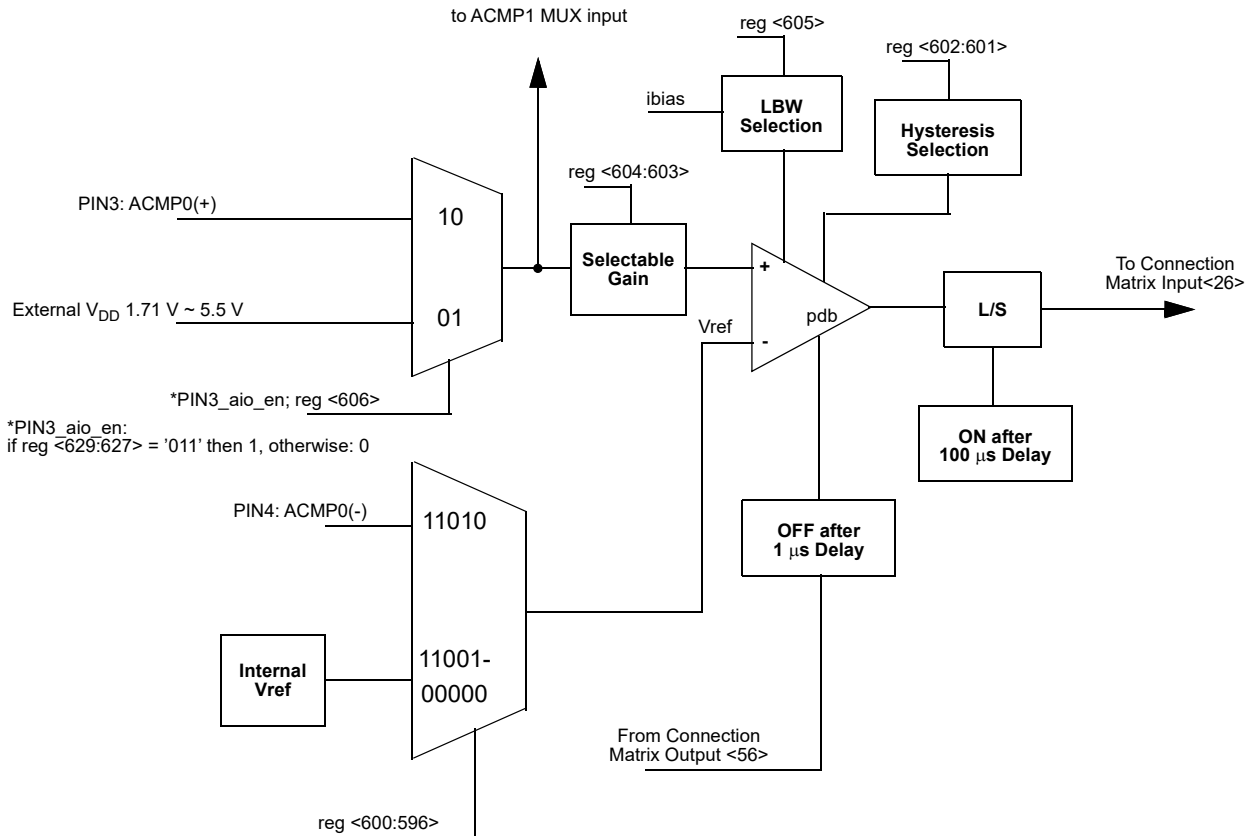 to ACMP1 MUX input
reg <605>
reg <602:601>
ibias
LBW
Selection
Hysteresis
Selection
reg <604:603>
PIN3: ACMP0(+)
10
Selectable
Gain
+
To Connection
Matrix Input<26>
External VDD 1.71 V ~ 5.5 V
01
Vref
-
pdb
L/S
*PIN3_aio_en; reg <606>
*PIN3_aio_en:
if reg <629:627> = ’011’ then 1, otherwise: 0
ON after
100 μs Delay
PIN4: ACMP0(-)
11010
OFF after
1 μs Delay
Internal
Vref
11001-
00000
From Connection
Matrix Output <56>
reg <600:596>